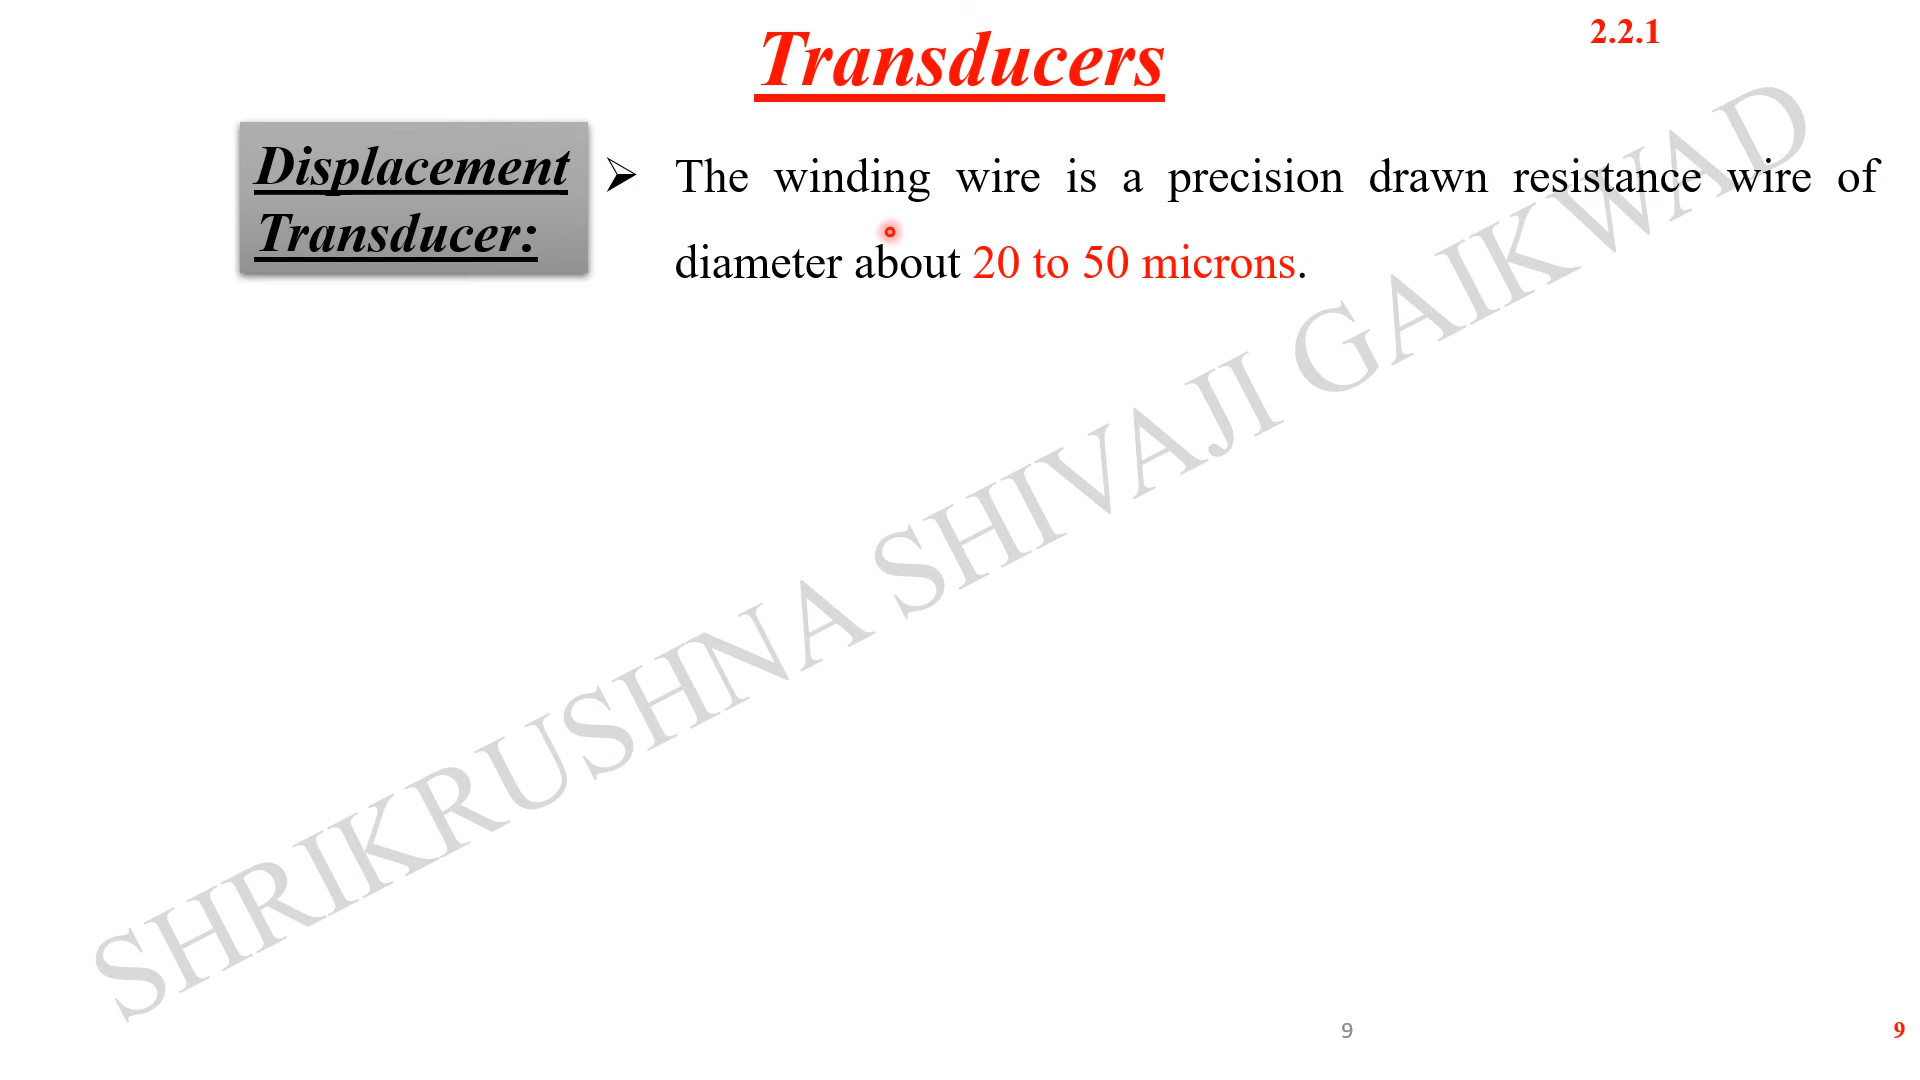 Transducers
2.2.1
Displacement
Transducer:
➢ The winding wire is a precision drawn resistance wire of
diameter about 20 to 50 microns.
SHRIKRUSHNA SHIVAJI GAIKWAD
9
9